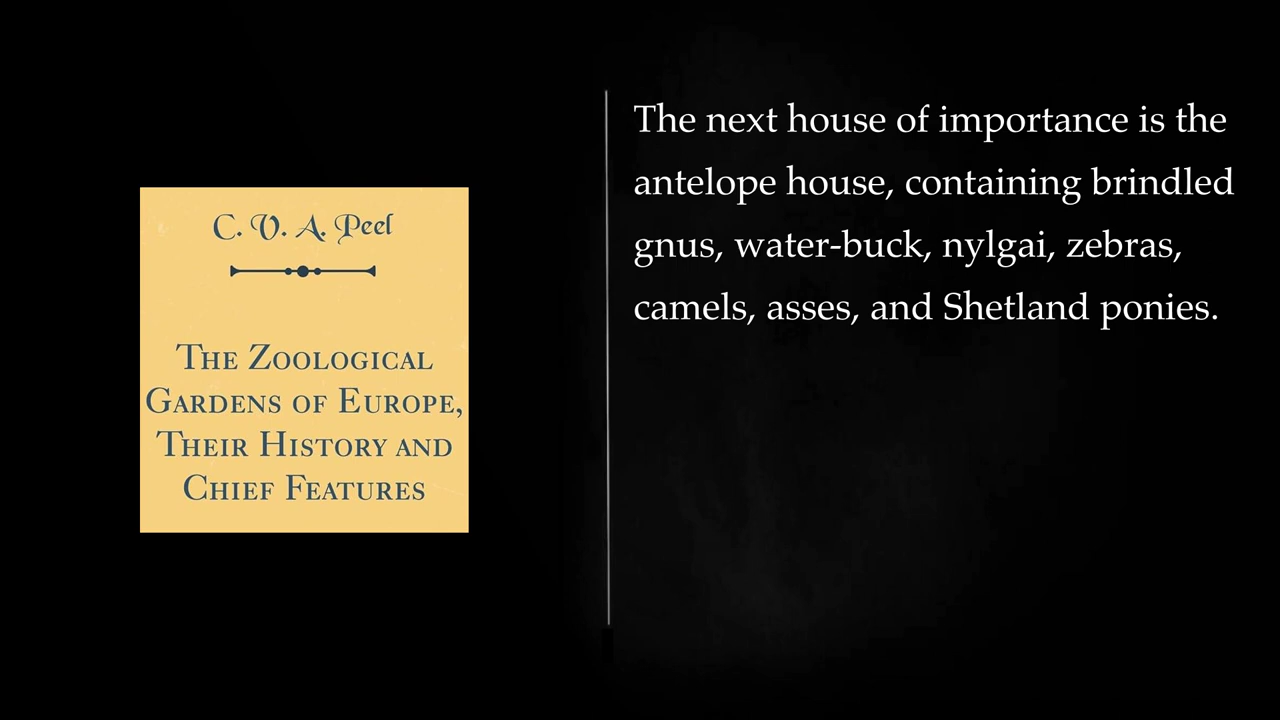 C. V. A. Peel
The Zoological
Gardens of Europe,
Their History and
Chief Features
The next house of importance is the
antelope house, containing brindled
gnus, water-buck, nylgai, zebras,
camels, asses, and Shetland ponies.